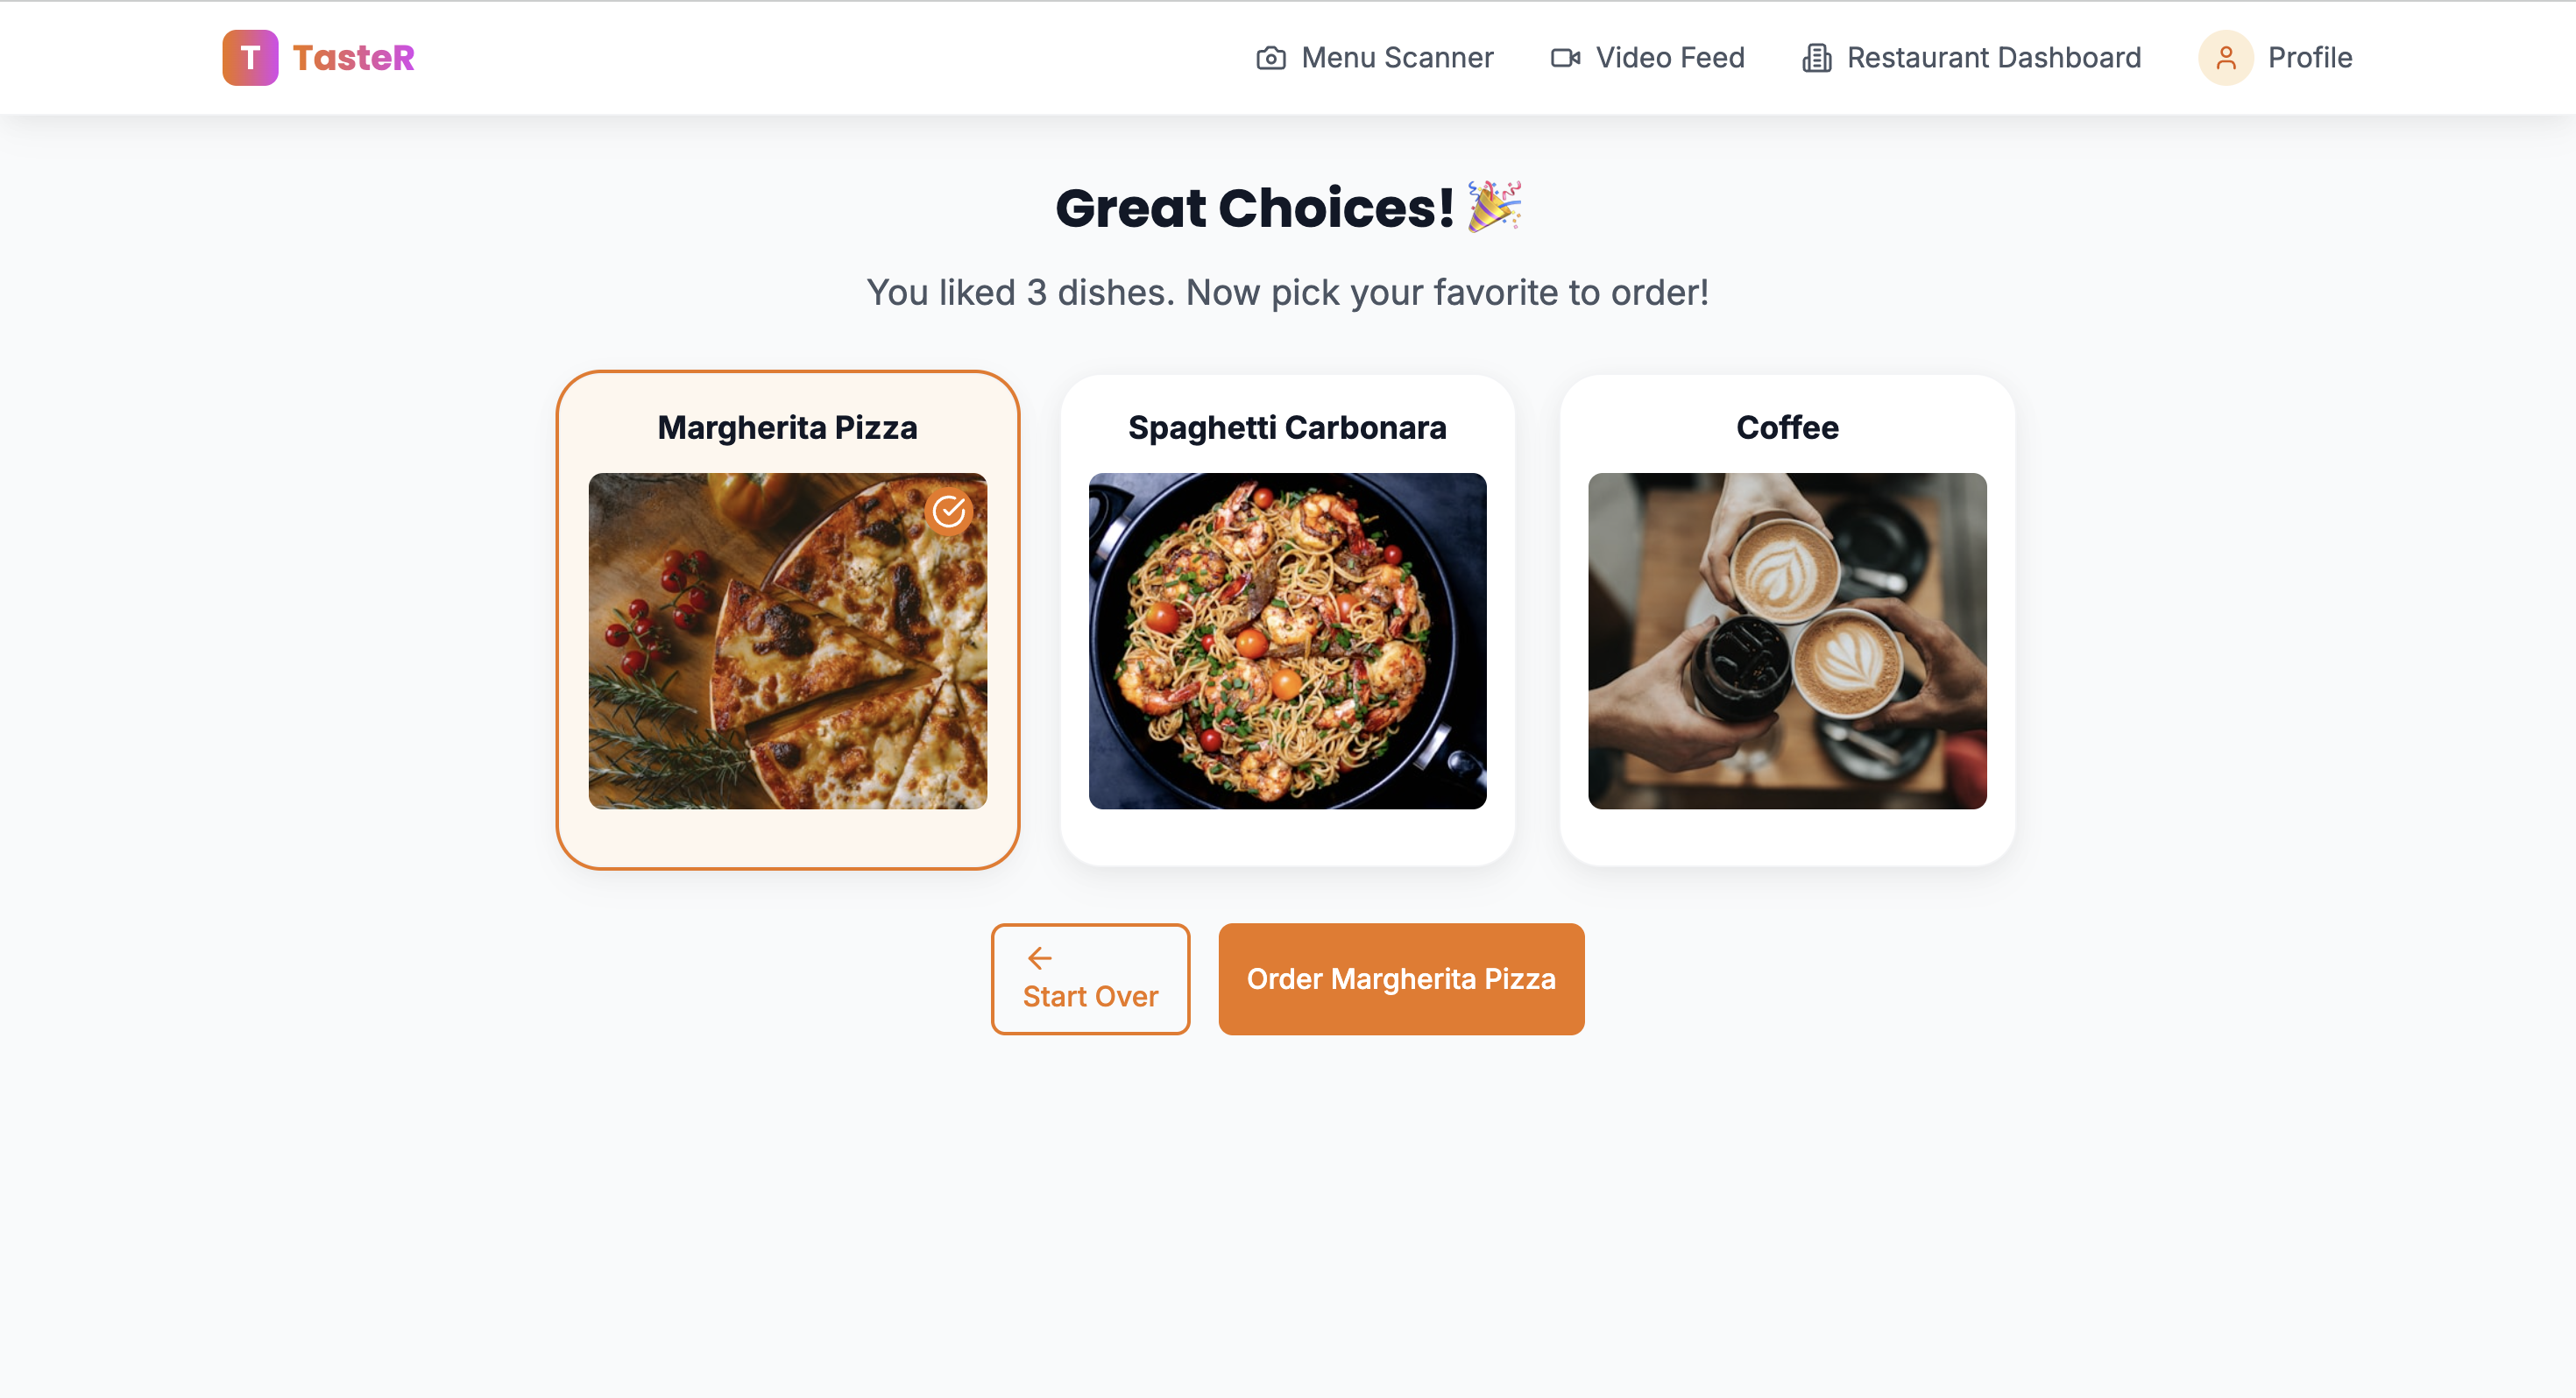 T TasteR
Menu Scanner
Video Feed
Restaurant Dashboard
Profile
Great Choices! 🎉
You liked 3 dishes. Now pick your favorite to order!
Margherita Pizza
Spaghetti Carbonara
Coffee
Start Over
Order Margherita Pizza